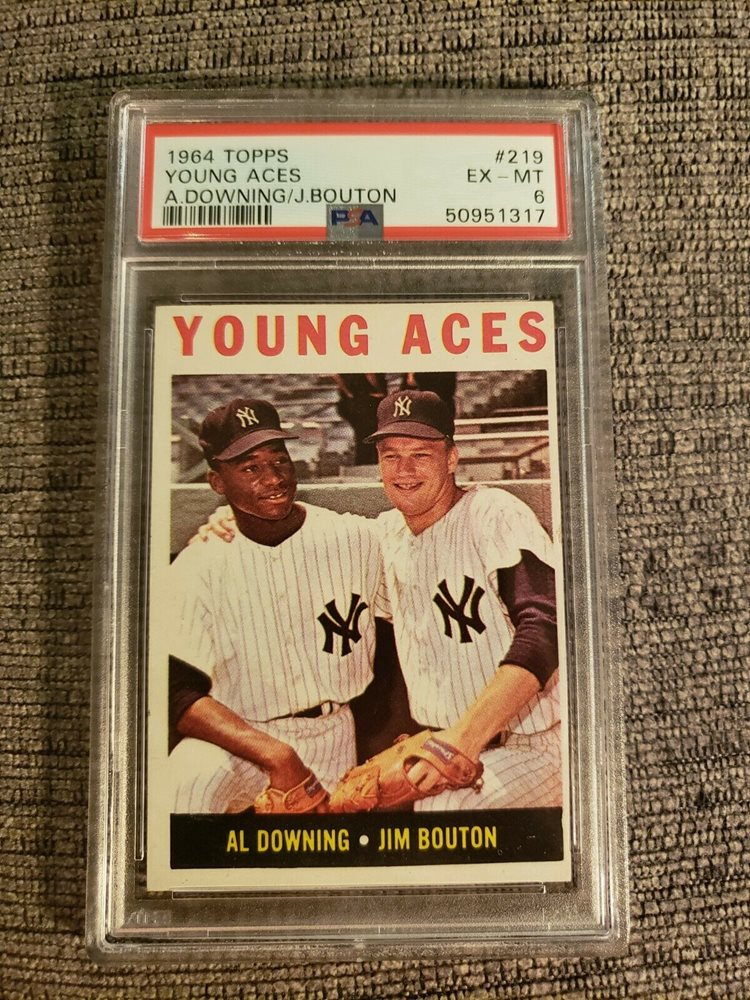 1964 TOPPS #219
YOUNG ACES EX - MT
A.DOWNING/J.BOUTON 6
PSA 50951317
YOUNG ACES
NY NY
NY NY
AL DOWNING • JIM BOUTON